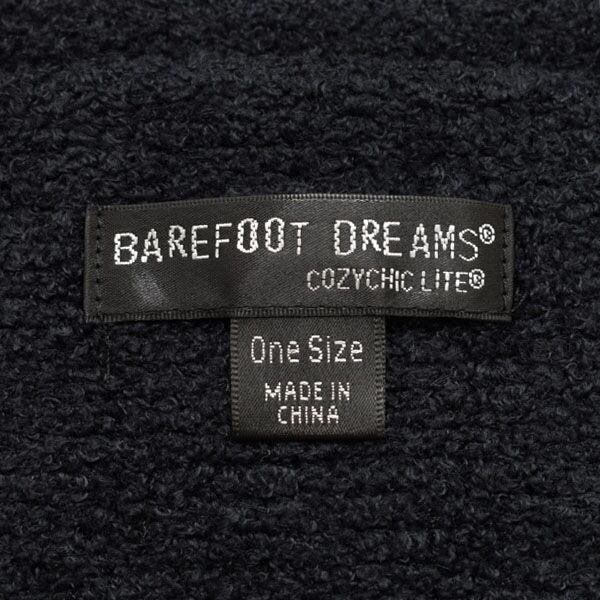 BAREFOOT DREAMS®
COZYCHIC LITE®
One Size
MADE IN
CHINA